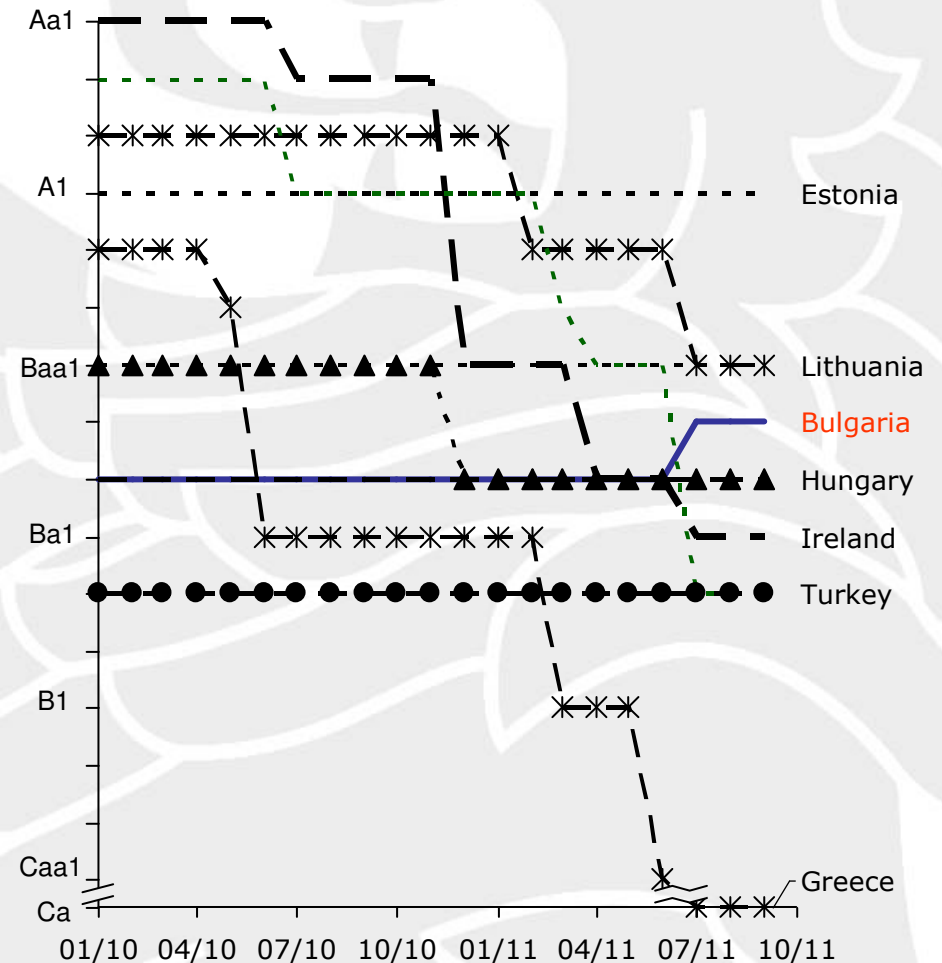 Aa1
A1
Estonia
Baa1
Lithuania
Bulgaria
Hungary
Ba1
Ireland
Turkey
B1
Caa1
Greece
Ca
01/10 04/10 07/10 10/10 01/11 04/11 07/11 10/11